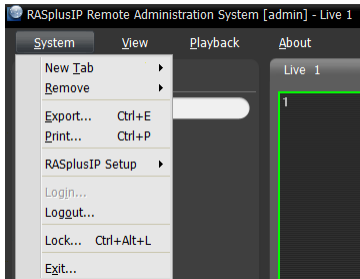 RASplusIP Remote Administration System [admin] - Live 1
System View Playback About
New Tab
Remove
Export... Ctrl+E
Print... Ctrl+P
RASplusIP Setup
Login...
Logout...
Lock... Ctrl+Alt+L
Exit...
Live 1
1